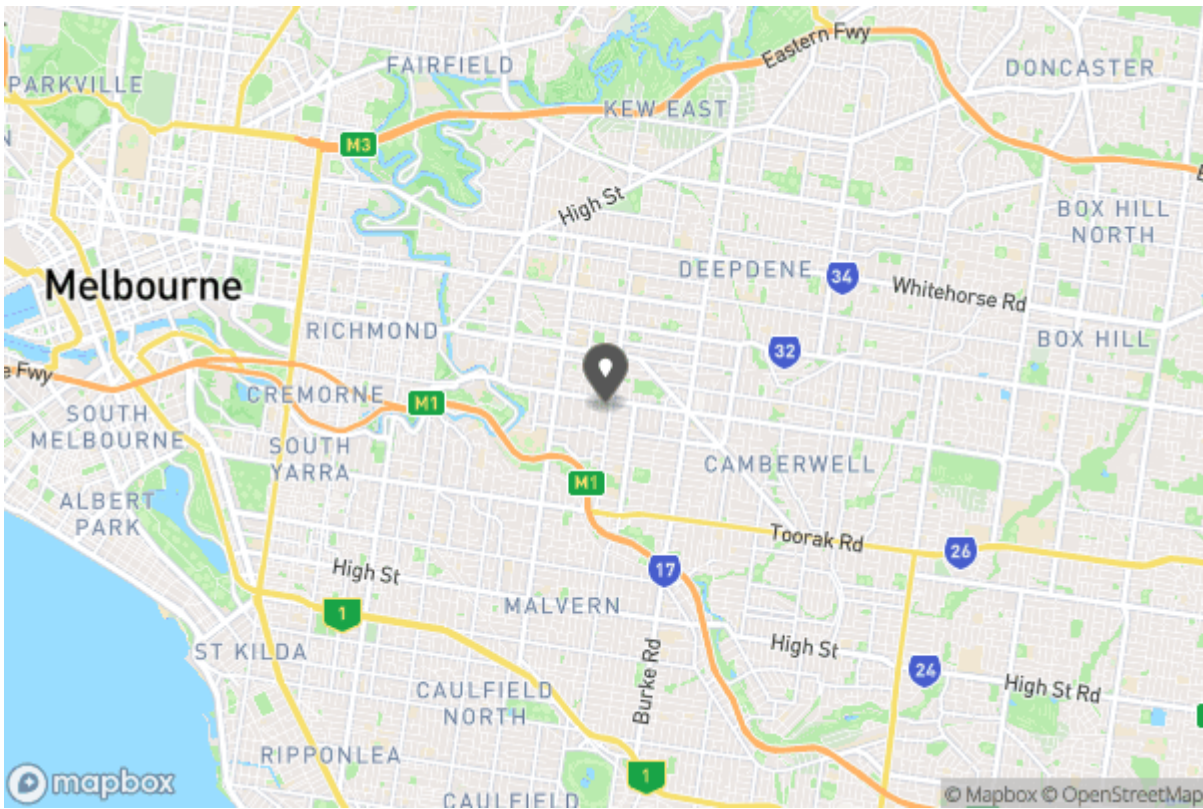 Eastern Fwy
FAIRFIELD
DONCASTER
PARKVILLE
KEW EAST
M3
High St
BOX HILL
NORTH
DEEPDENE
34
Melbourne
Whitehorse Rd
RICHMOND
BOX HILL
32
Fwy
CREMORNE
M1
SOUTH
MELBOURNE
SOUTH
YARRA
CAMBERWELL
M1
ALBERT
PARK
Toorak Rd
26
High St
17
MALVERN
1
ST KILDA
High St
24
High St Rd
Burke Rd
CAULFIELD
NORTH
RIPPONLEA
1
mapbox
CAULFIELD
© Mapbox © OpenStreetMap